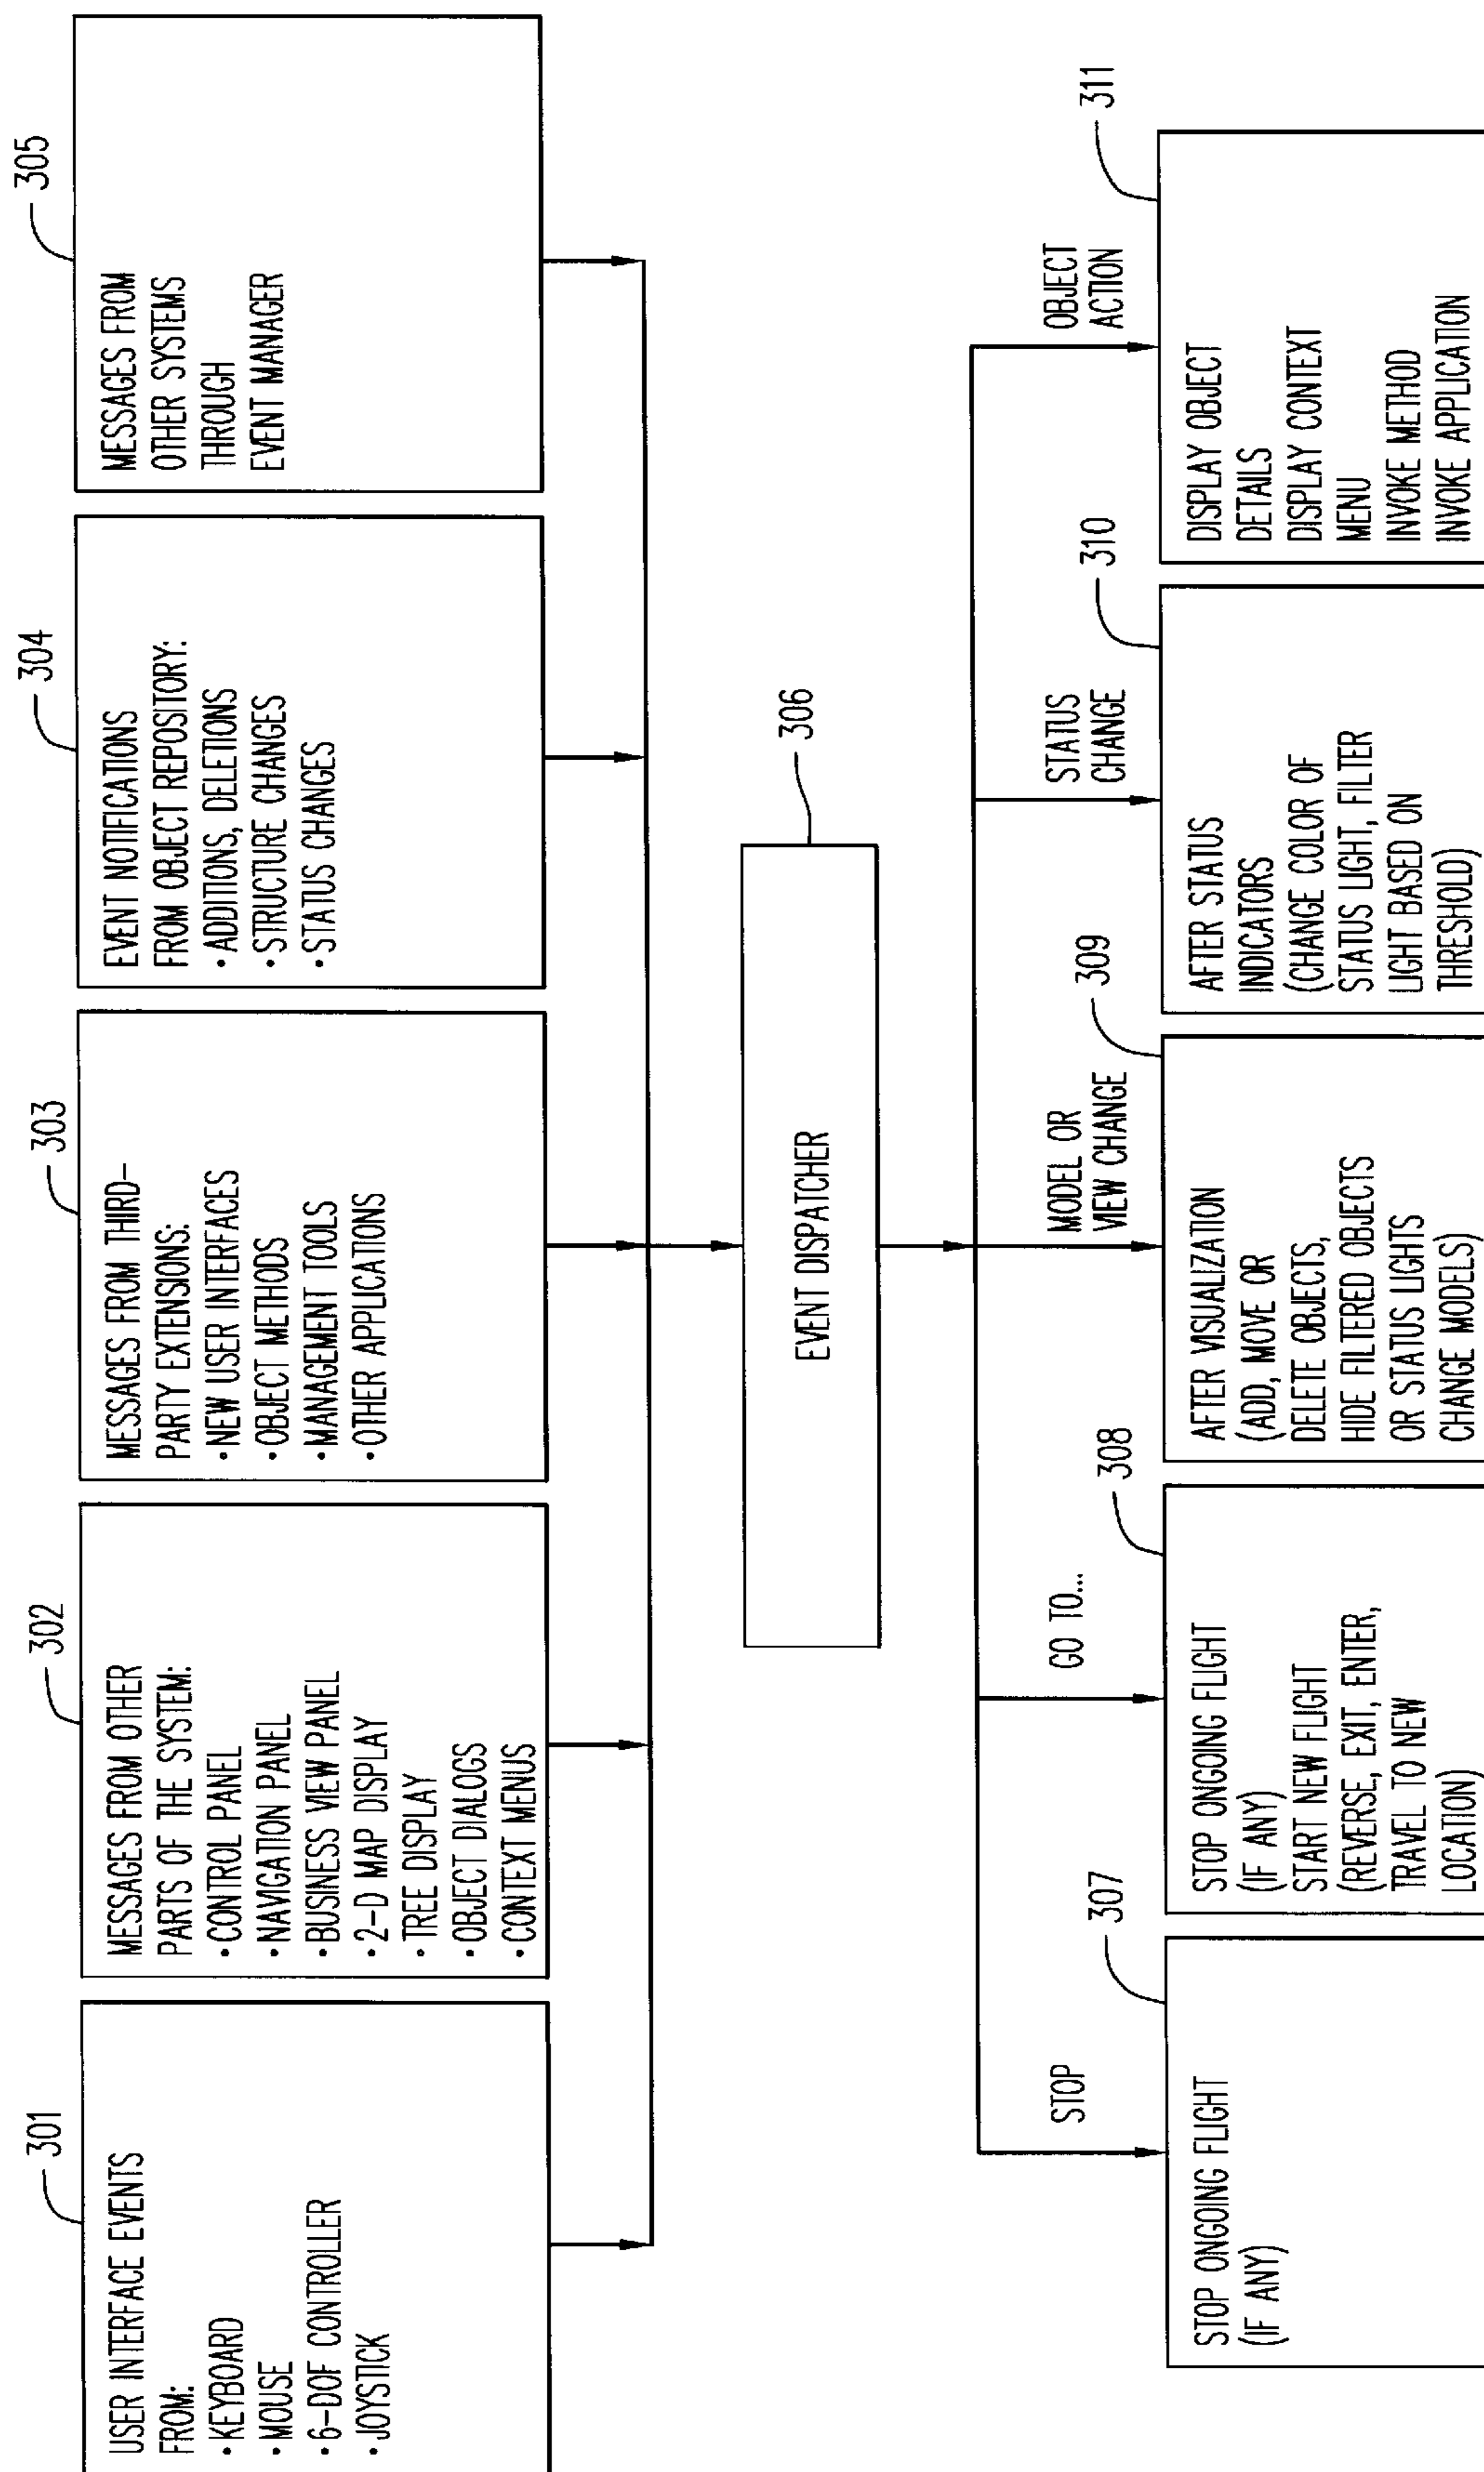 301
USER INTERFACE EVENTS
FROM:
• KEYBOARD
• MOUSE
• 6-DOF CONTROLLER
• JOYSTICK
302
MESSAGES FROM OTHER
PARTS OF THE SYSTEM:
• CONTROL PANEL
• NAVIGATION PANEL
• BUSINESS VIEW PANEL
• 2-D MAP DISPLAY
• TREE DISPLAY
• OBJECT DIALOGS
• CONTEXT MENUS
303
MESSAGES FROM THIRD-
PARTY EXTENSIONS:
• NEW USER INTERFACES
• OBJECT METHODS
• MANAGEMENT TOOLS
• OTHER APPLICATIONS
304
EVENT NOTIFICATIONS
FROM OBJECT REPOSITORY:
• ADDITIONS, DELETIONS
• STRUCTURE CHANGES
• STATUS CHANGES
305
MESSAGES FROM
OTHER SYSTEMS
THROUGH
EVENT MANAGER
306
EVENT DISPATCHER
STOP
307
STOP ONGOING FLIGHT
(IF ANY)
GO TO...
308
STOP ONGOING FLIGHT
(IF ANY)
START NEW FLIGHT
(REVERSE, EXIT, ENTER,
TRAVEL TO NEW
LOCATION)
MODEL OR
VIEW CHANGE
309
AFTER VISUALIZATION
(ADD, MOVE OR
DELETE OBJECTS,
HIDE FILTERED OBJECTS
OR STATUS LIGHTS
CHANGE MODELS)
STATUS
CHANGE
310
AFTER STATUS
INDICATORS
(CHANGE COLOR OF
STATUS LIGHT, FILTER
LIGHT BASED ON
THRESHOLD)
OBJECT
ACTION
311
DISPLAY OBJECT
DETAILS
DISPLAY CONTEXT
MENU
INVOKE METHOD
INVOKE APPLICATION